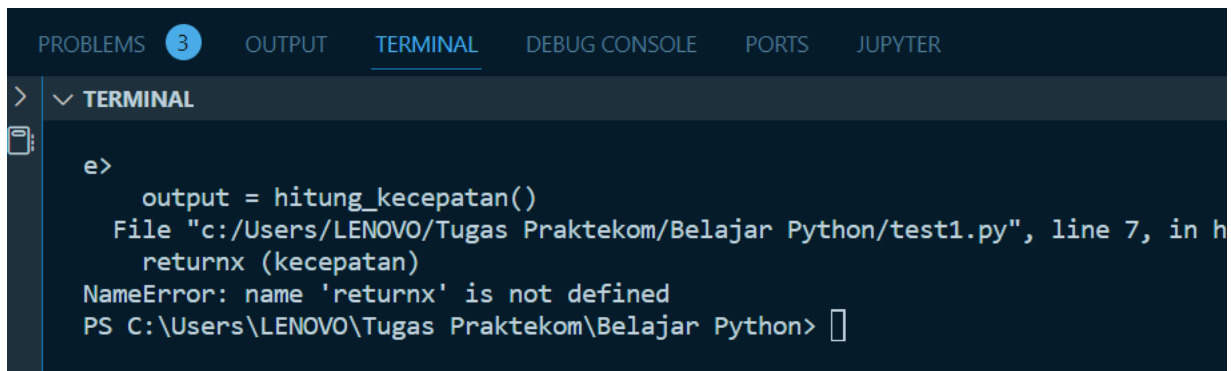 PROBLEMS 3 OUTPUT TERMINAL DEBUG CONSOLE PORTS JUPYTER
TERMINAL
e>
output = hitung_kecepatan()
File "c:/Users/LENOVO/Tugas Praktekom/Belajar Python/test1.py", line 7, in h
returnx (kecepatan)
NameError: name 'returnx' is not defined
PS C:\Users\LENOVO\Tugas Praktekom\Belajar Python>